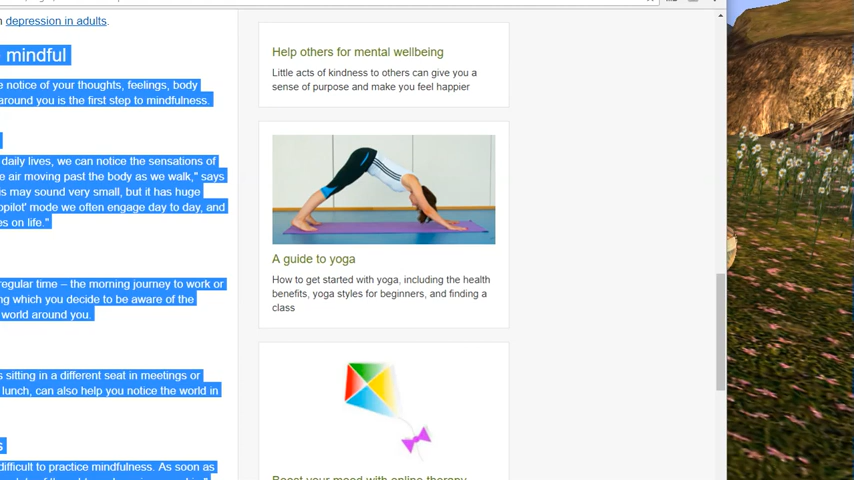 n depression in adults.
mindful
e notice of your thoughts, feelings, body
around you is the first step to mindfulness.
daily lives, we can notice the sensations of
e air moving past the body as we walk," says
is may sound very small, but it has huge
opilot' mode we often engage day to day, and
es on life."
regular time – the morning journey to work or
ng which you decide to be aware of the
world around you.
s sitting in a different seat in meetings or
lunch, can also help you notice the world in
s
difficult to practice mindfulness. As soon as
Help others for mental wellbeing
Little acts of kindness to others can give you a
sense of purpose and make you feel happier
A guide to yoga
How to get started with yoga, including the health
benefits, yoga styles for beginners, and finding a
class
Boost your mood with online therapy